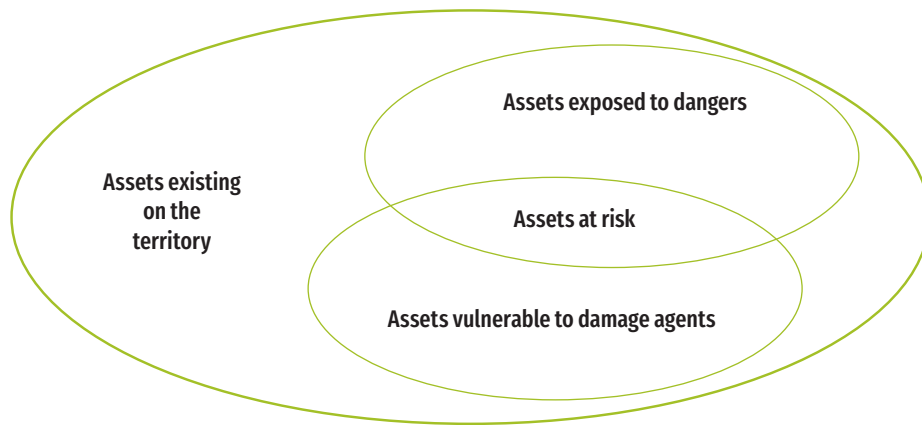 Assets exposed to dangers
Assets existing
on the
territory
Assets at risk
Assets vulnerable to damage agents